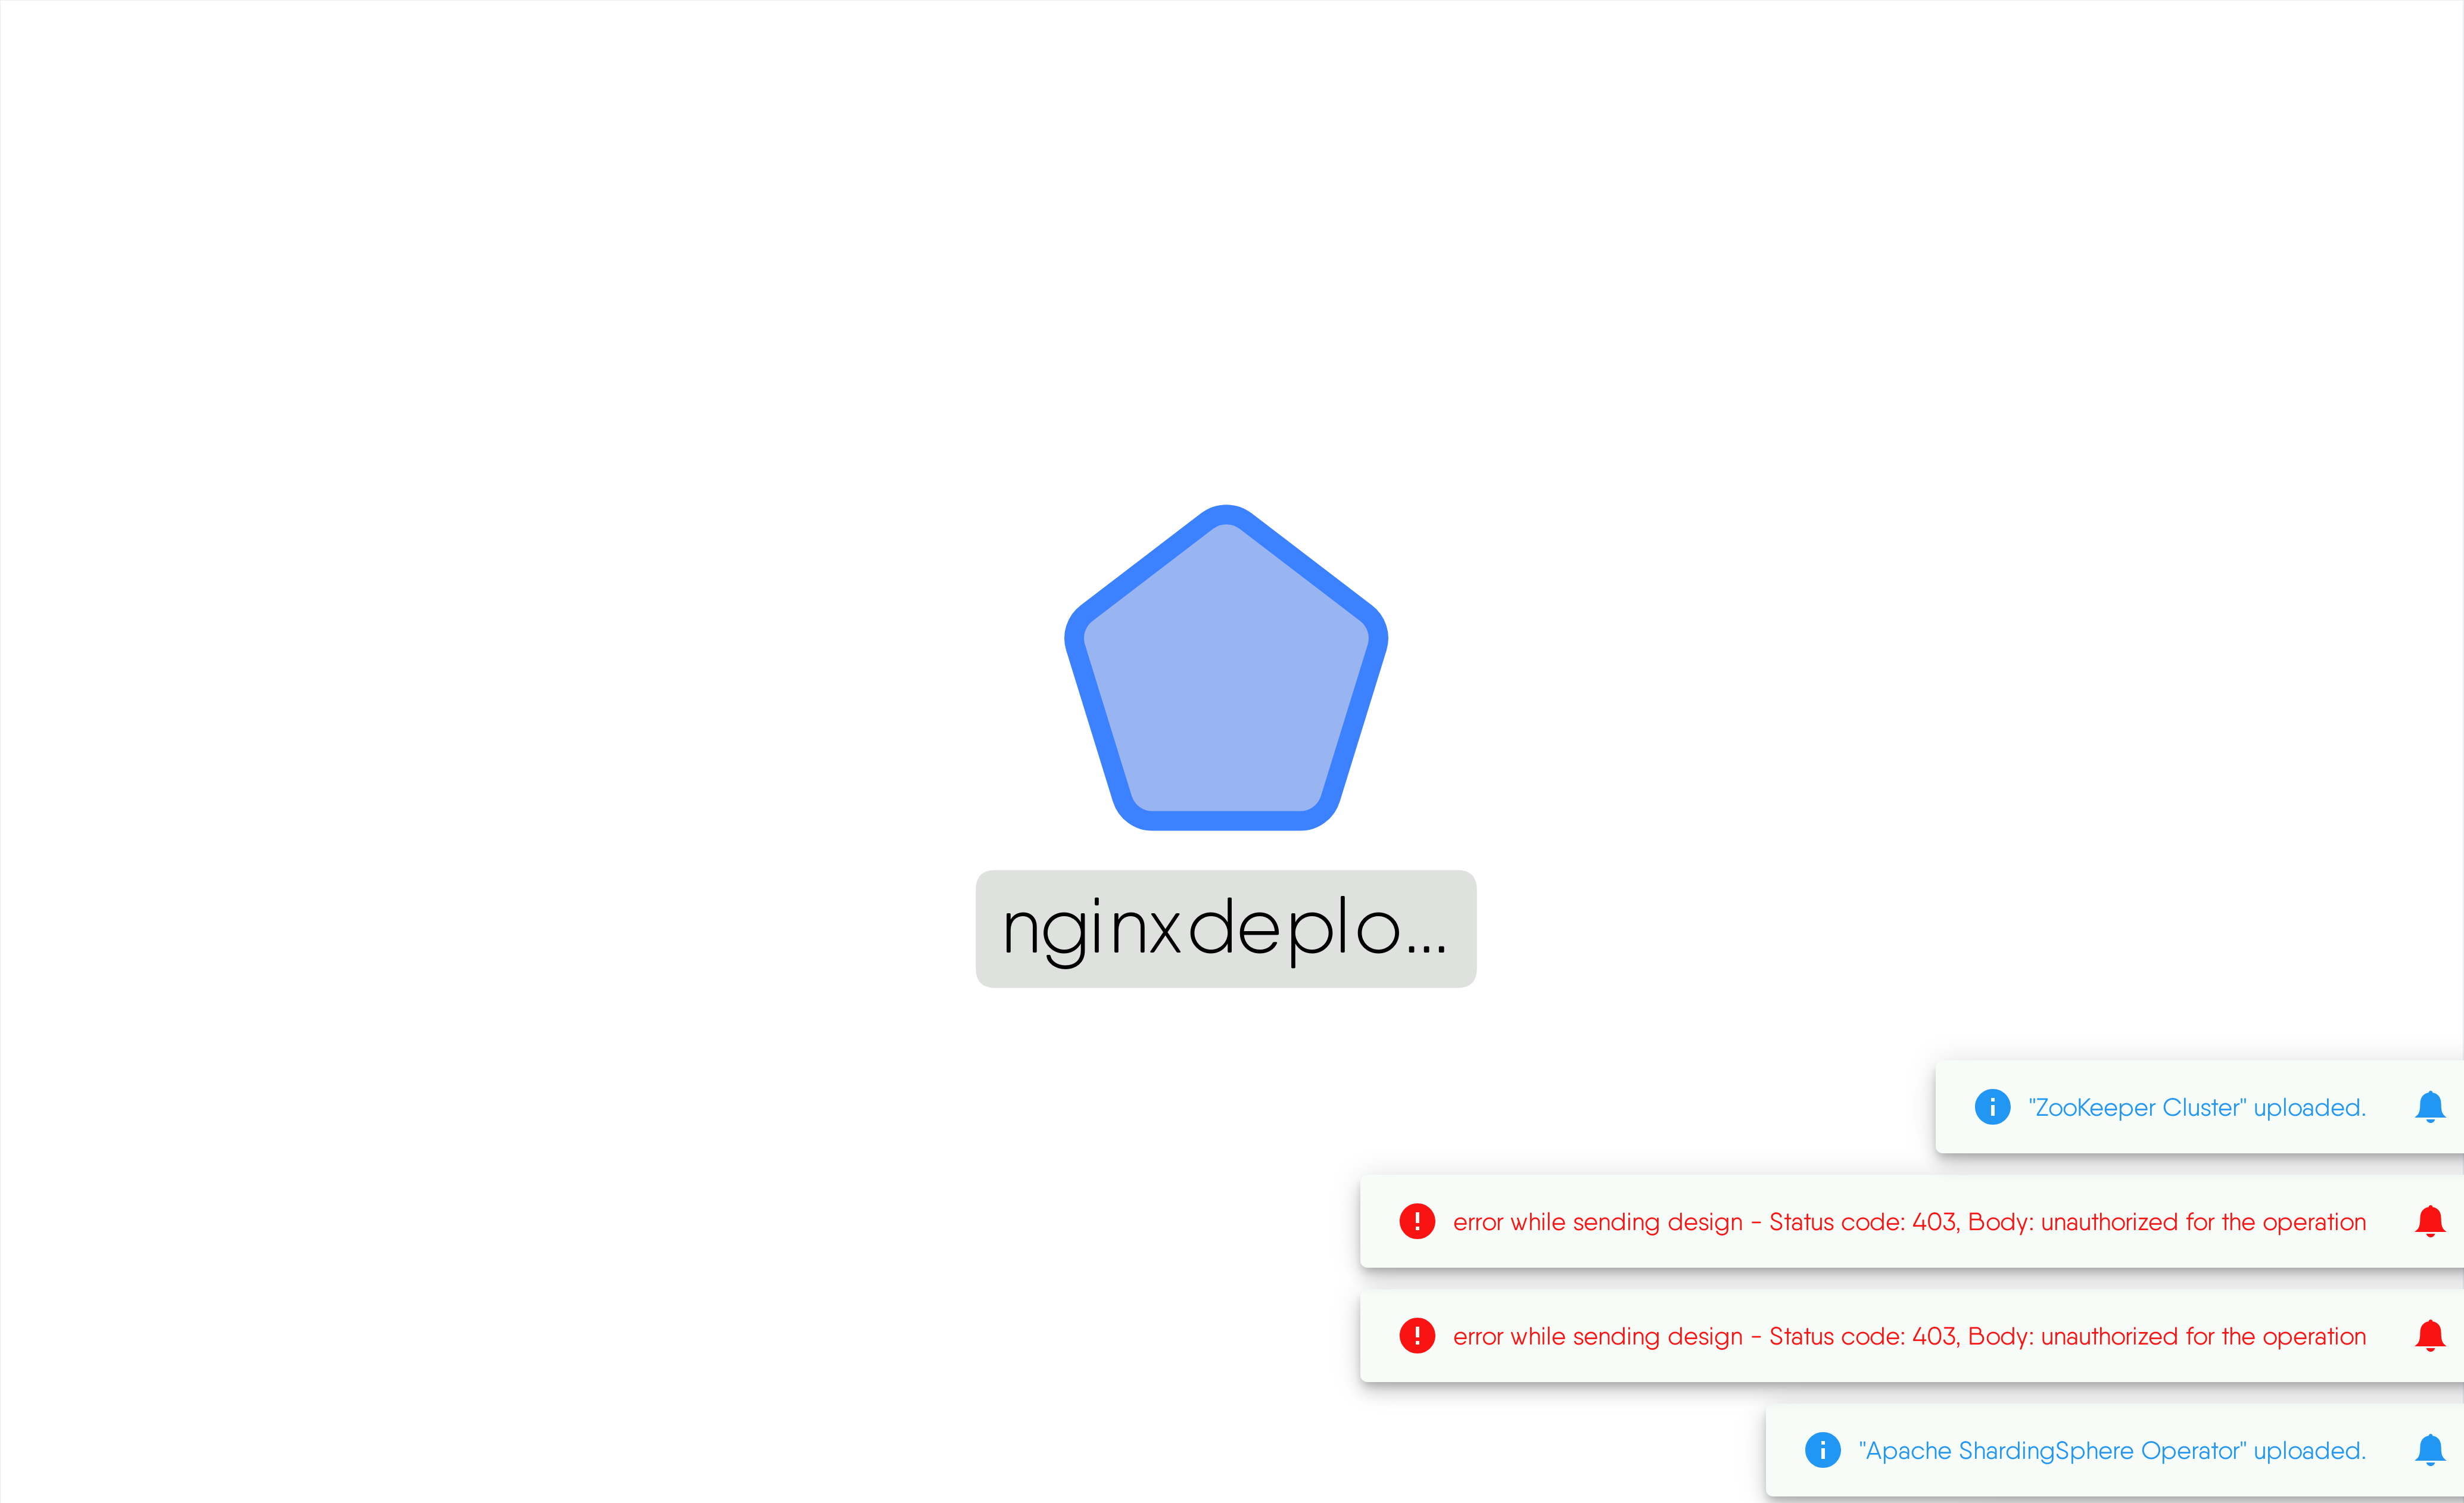 nginxdeplo...
"ZooKeeper Cluster" uploaded.
error while sending design - Status code: 403, Body: unauthorized for the operation
error while sending design - Status code: 403, Body: unauthorized for the operation
"Apache ShardingSphere Operator" uploaded.